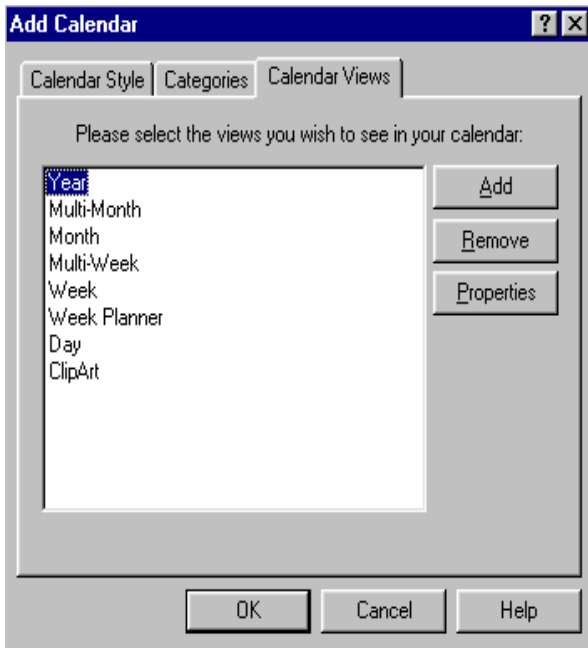 Add Calendar
Calendar Style Categories Calendar Views
Please select the views you wish to see in your calendar:
Year
Multi-Month
Month
Multi-Week
Week
Week Planner
Day
ClipArt
Add
Remove
Properties
OK Cancel Help